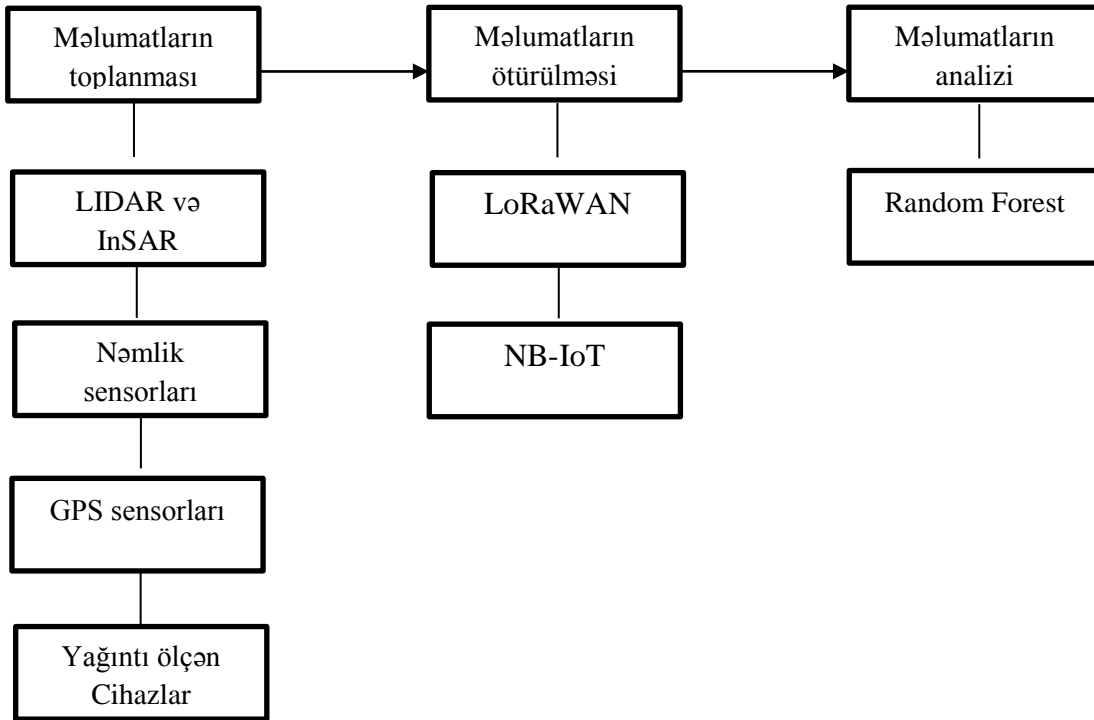 Məlumatların
toplanması
Məlumatların
ötürülməsi
Məlumatların
analizi
LIDAR və
InSAR
LoRaWAN
Random Forest
Nəmlik
sensorları
NB-IoT
GPS sensorları
Yağıntı ölçən
Cihazlar